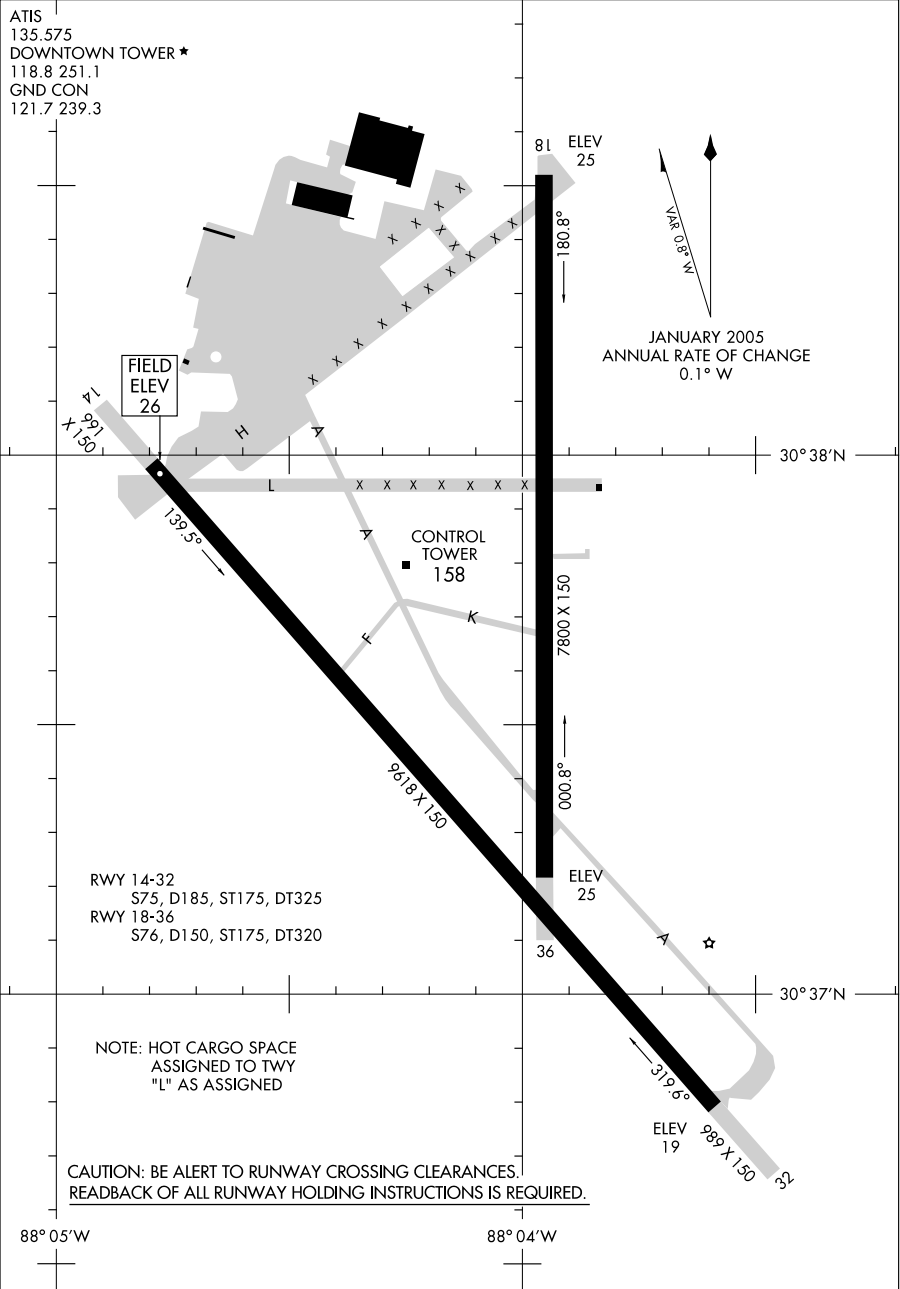 ATIS
135.575
DOWNTOWN TOWER ★
118.8 251.1
GND CON
121.7 239.3
18
ELEV
25
180.8°
VAR 0.8° W
JANUARY 2005
ANNUAL RATE OF CHANGE
0.1° W
FIELD
ELEV
26
14
991
X 150
X X X X X X X X X X X X X X X X X
H
A
30°38'N
L
X X X X X X X
139.5°
A
CONTROL
TOWER
158
7800 X 150
K
F
000.8°
9618 X 150
RWY 14-32
S75, D185, ST175, DT325
RWY 18-36
S76, D150, ST175, DT320
ELEV
25
36
A
30°37'N
NOTE: HOT CARGO SPACE
ASSIGNED TO TWY
"L" AS ASSIGNED
319.6°
ELEV
19
989 X 150
32
CAUTION: BE ALERT TO RUNWAY CROSSING CLEARANCES.
READBACK OF ALL RUNWAY HOLDING INSTRUCTIONS IS REQUIRED.
88°05'W
88°04'W